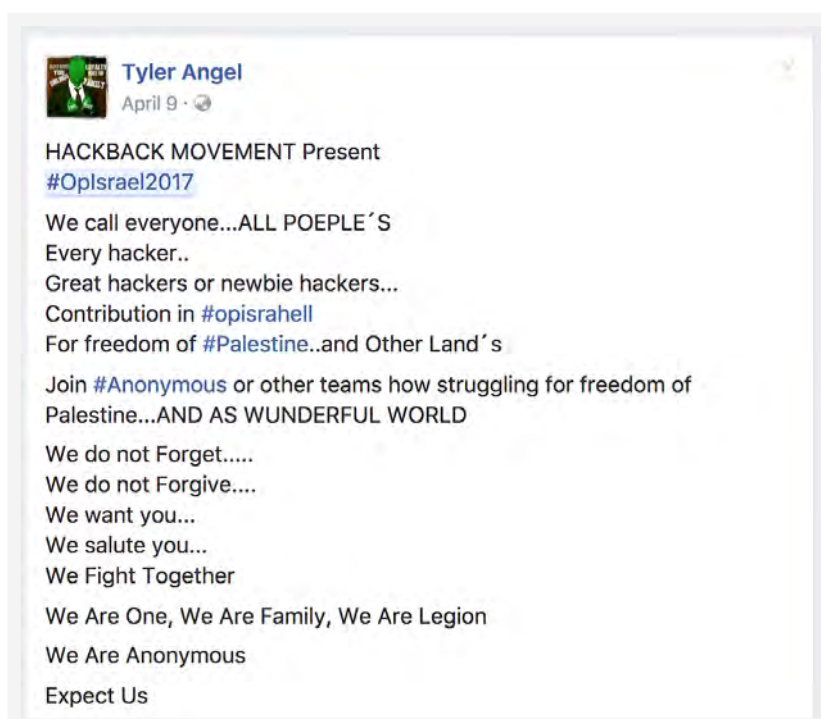 Tyler Angel
April 9 ·
HACKBACK MOVEMENT Present
#OpIsrael2017
We call everyone...ALL POEPLE´S
Every hacker..
Great hackers or newbie hackers...
Contribution in #opisrahell
For freedom of #Palestine..and Other Land´s
Join #Anonymous or other teams how struggling for freedom of
Palestine...AND AS WUNDERFUL WORLD
We do not Forget.....
We do not Forgive....
We want you...
We salute you...
We Fight Together
We Are One, We Are Family, We Are Legion
We Are Anonymous
Expect Us